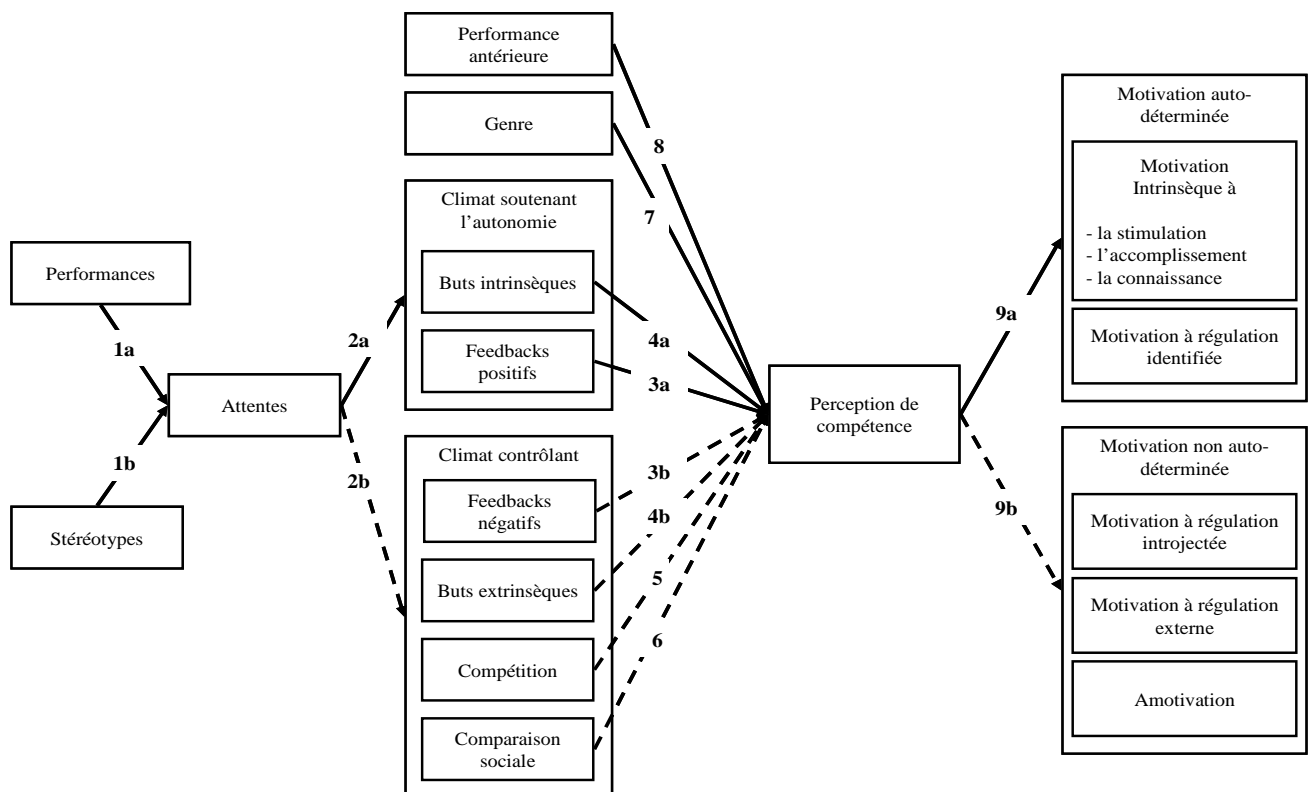 Performance
antérieure
Genre
8
7
Climat soutenant
l’autonomie
Buts intrinsèques
Feedbacks
positifs
4a
3a
Performances
1a
Attentes
1b
Stéréotypes
2a
2b
Climat contrôlant
Feedbacks
négatifs
Buts extrinsèques
Compétition
Comparaison
sociale
3b
4b
5
6
Perception de
compétence
9a
9b
Motivation auto-
déterminée
Motivation
Intrinsèque à
- la stimulation
- l’accomplissement
- la connaissance
Motivation à régulation
identifiée
Motivation non auto-
déterminée
Motivation à régulation
introjectée
Motivation à régulation
externe
Amotivation